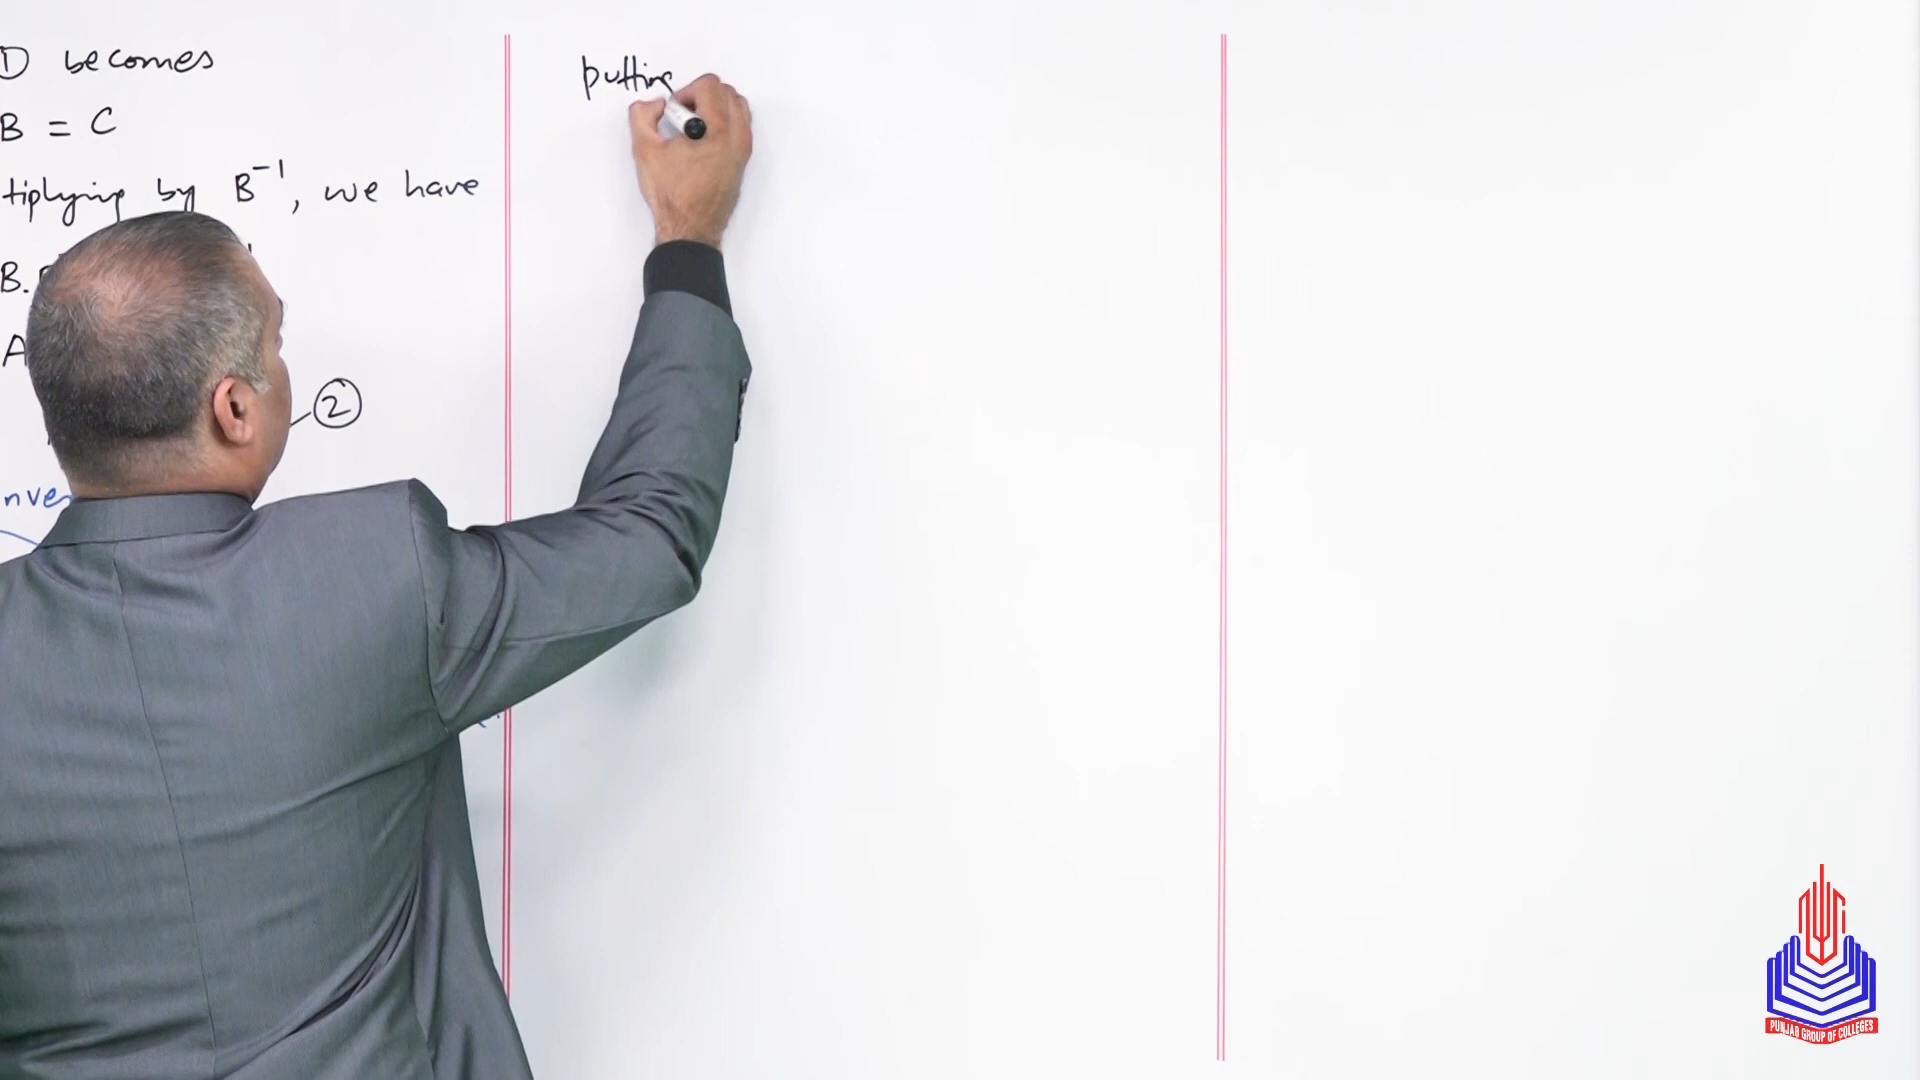 ① becomes
B = C
tiplying by B⁻¹, we have
B.
A
②
nve
putting
PUNJAB GROUP OF COLLEGES